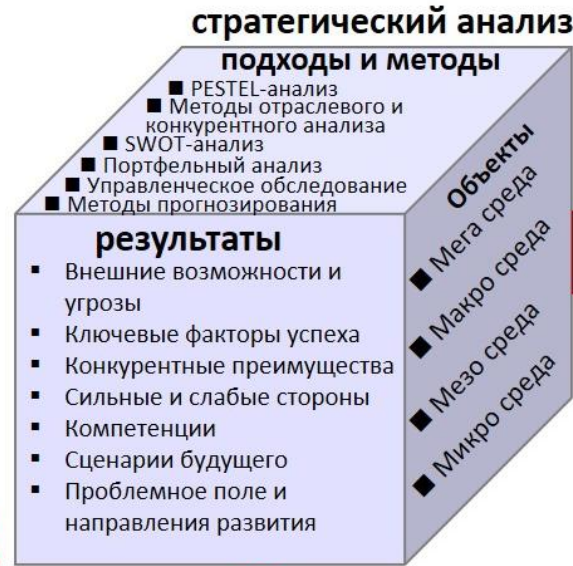 стратегический анализ
подходы и методы
■ PESTEL-анализ
■ Методы отраслевого и
конкурентного анализа
■ SWOT-анализ
■ Портфельный анализ
■ Управленческое обследование
■ Методы прогнозирования
результаты
▪ Внешние возможности и
угрозы
▪ Ключевые факторы успеха
▪ Конкурентные преимущества
▪ Сильные и слабые стороны
▪ Компетенции
▪ Сценарии будущего
▪ Проблемное поле и
направления развития
Объекты
◆ Мега среда
◆ Макро среда
◆ Мезо среда
◆ Микро среда